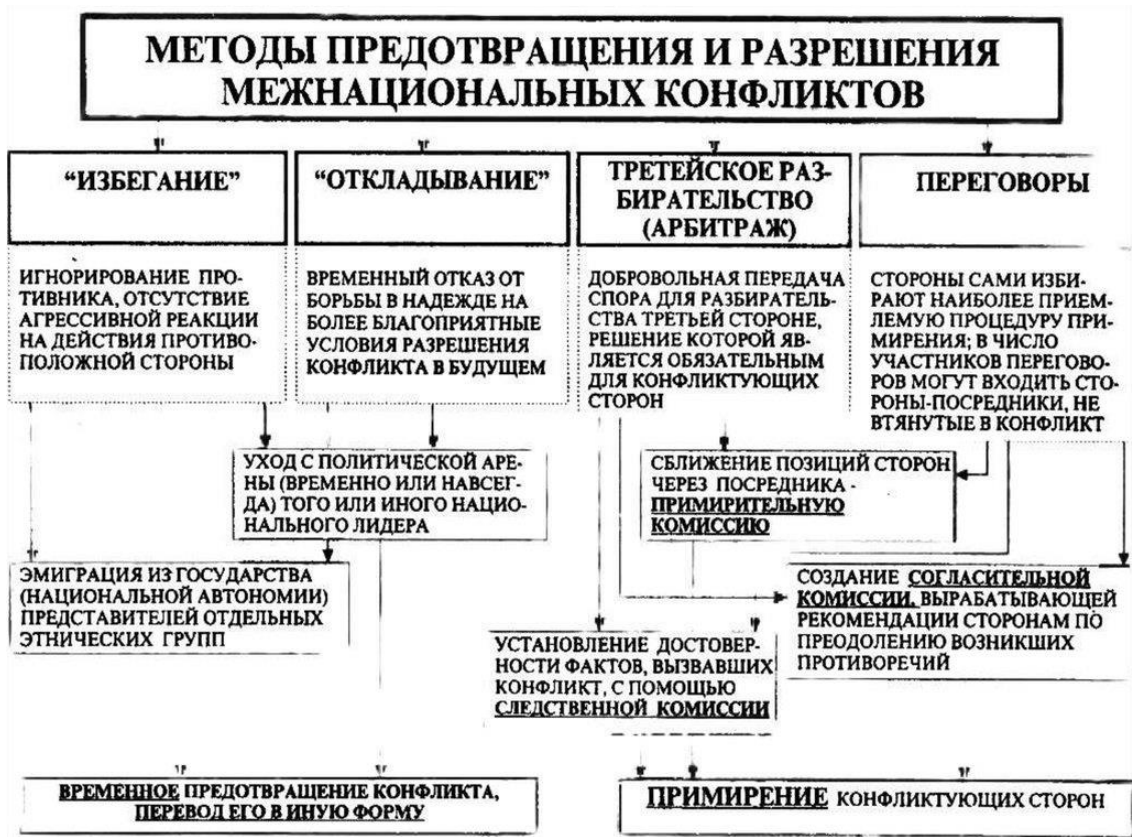 МЕТОДЫ ПРЕДОТВРАЩЕНИЯ И РАЗРЕШЕНИЯ
МЕЖНАЦИОНАЛЬНЫХ КОНФЛИКТОВ
“ИЗБЕГАНИЕ”
ИГНОРИРОВАНИЕ ПРО-
ТИВНИКА, ОТСУТСТВИЕ
АГРЕССИВНОЙ РЕАКЦИИ
НА ДЕЙСТВИЯ ПРОТИВО-
ПОЛОЖНОЙ СТОРОНЫ
“ОТКЛАДЫВАНИЕ”
ВРЕМЕННЫЙ ОТКАЗ ОТ
БОРЬБЫ В НАДЕЖДЕ НА
БОЛЕЕ БЛАГОПРИЯТНЫЕ
УСЛОВИЯ РАЗРЕШЕНИЯ
КОНФЛИКТА В БУДУЩЕМ
ТРЕТЕЙСКОЕ РАЗ-
БИРАТЕЛЬСТВО
(АРБИТРАЖ)
ДОБРОВОЛЬНАЯ ПЕРЕДАЧА
СПОРА ДЛЯ РАЗБИРАТЕЛЬ-
СТВА ТРЕТЬЕЙ СТОРОНЕ,
РЕШЕНИЕ КОТОРОЙ ЯВ-
ЛЯЕТСЯ ОБЯЗАТЕЛЬНЫМ
ДЛЯ КОНФЛИКТУЮЩИХ
СТОРОН
ПЕРЕГОВОРЫ
СТОРОНЫ САМИ ИЗБИ-
РАЮТ НАИБОЛЕЕ ПРИЕМ-
ЛЕМУЮ ПРОЦЕДУРУ ПРИ-
МИРЕНИЯ; В ЧИСЛО
УЧАСТНИКОВ ПЕРЕГОВО-
РОВ МОГУТ ВХОДИТЬ СТО-
РОНЫ-ПОСРЕДНИКИ, НЕ
ВТЯНУТЫЕ В КОНФЛИКТ
УХОД С ПОЛИТИЧЕСКОЙ АРЕ-
НЫ (ВРЕМЕННО ИЛИ НАВСЕГ-
ДА) ТОГО ИЛИ ИНОГО НАЦИО-
НАЛЬНОГО ЛИДЕРА
СБЛИЖЕНИЕ ПОЗИЦИЙ СТОРОН
ЧЕРЕЗ ПОСРЕДНИКА -
ПРИМИРИТЕЛЬНУЮ
КОМИССИЮ
ЭМИГРАЦИЯ ИЗ ГОСУДАРСТВА
(НАЦИОНАЛЬНОЙ АВТОНОМИИ)
ПРЕДСТАВИТЕЛЕЙ ОТДЕЛЬНЫХ
ЭТНИЧЕСКИХ ГРУПП
СОЗДАНИЕ СОГЛАСИТЕЛЬНОЙ
КОМИССИИ, ВЫРАБАТЫВАЮЩЕЙ
РЕКОМЕНДАЦИИ СТОРОНАМ ПО
ПРЕОДОЛЕНИЮ ВОЗНИКШИХ
ПРОТИВОРЕЧИЙ
УСТАНОВЛЕНИЕ ДОСТОВЕР-
НОСТИ ФАКТОВ, ВЫЗВАВШИХ
КОНФЛИКТ, С ПОМОЩЬЮ
СЛЕДСТВЕННОЙ КОМИССИИ
ВРЕМЕННОЕ ПРЕДОТВРАЩЕНИЕ КОНФЛИКТА,
ПЕРЕВОД ЕГО В ИНУЮ ФОРМУ
ПРИМИРЕНИЕ КОНФЛИКТУЮЩИХ СТОРОН